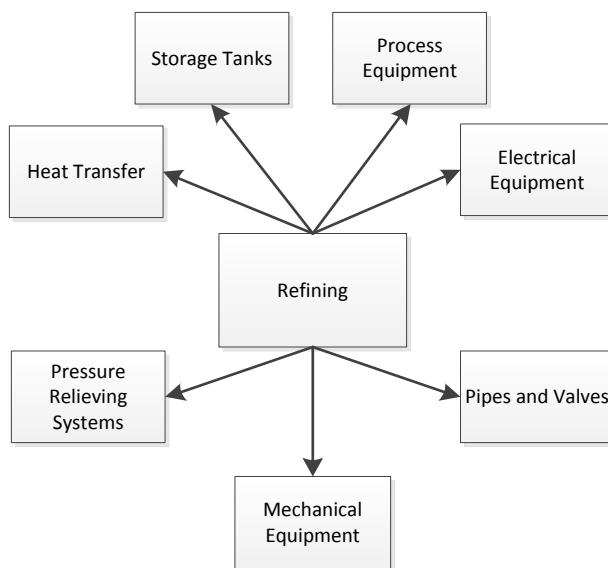 Storage Tanks
Process
Equipment
Heat Transfer
Electrical
Equipment
Refining
Pressure
Relieving
Systems
Pipes and Valves
Mechanical
Equipment